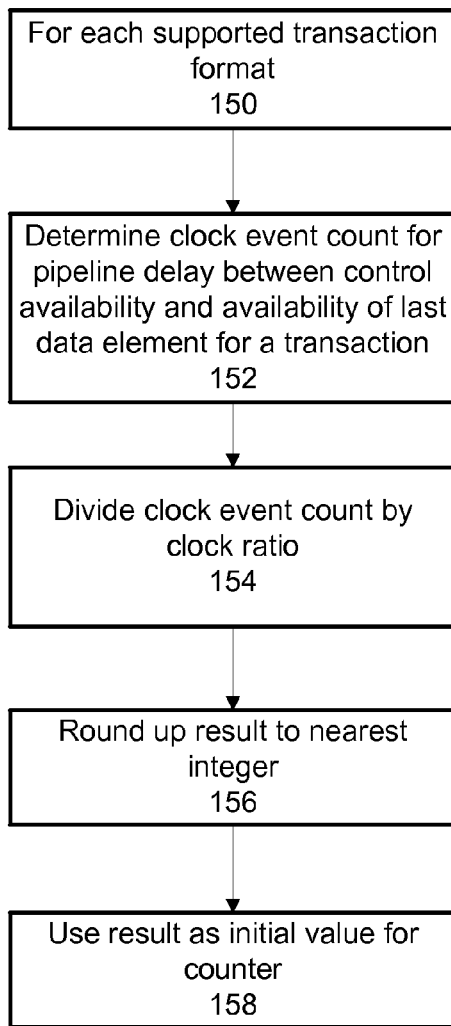 For each supported transaction
format
150
Determine clock event count for
pipeline delay between control
availability and availability of last
data element for a transaction
152
Divide clock event count by
clock ratio
154
Round up result to nearest
integer
156
Use result as initial value for
counter
158